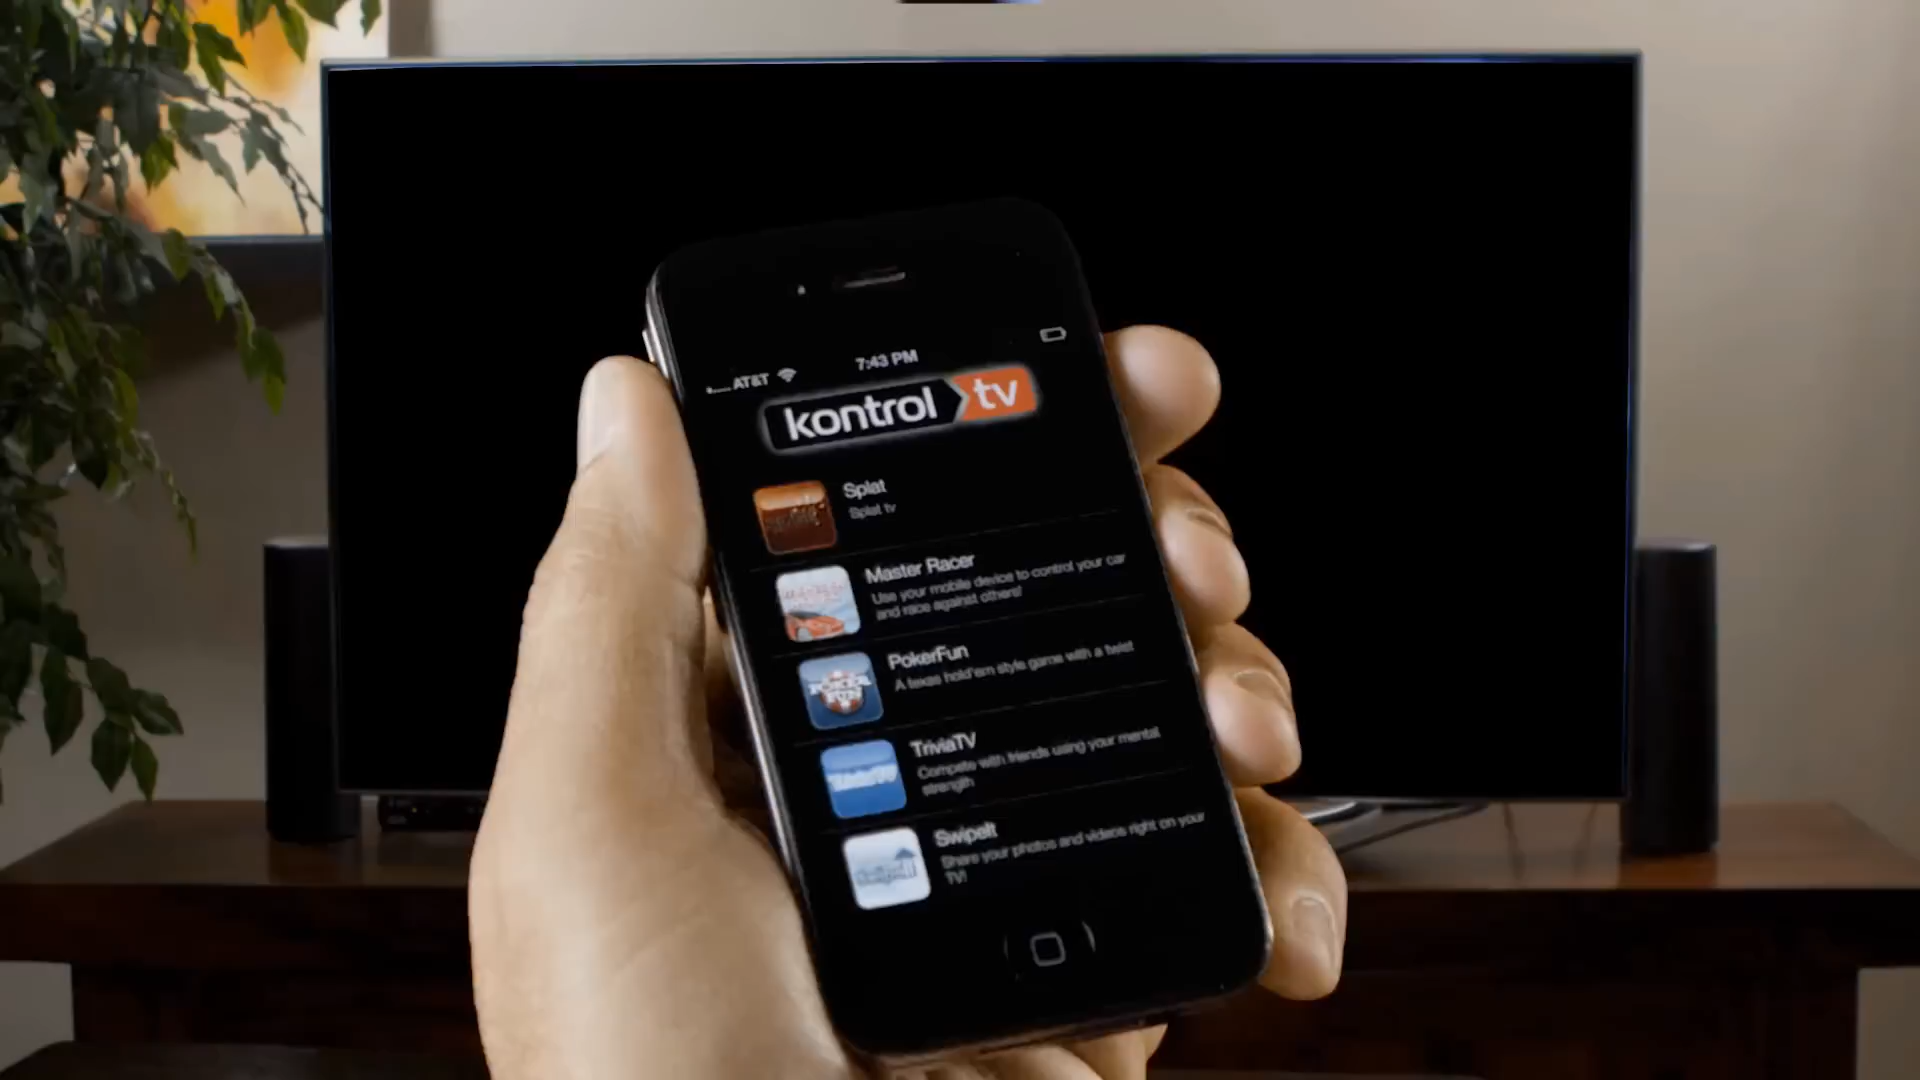 AT&T
7:43 PM
kontrol tv
Splat
Splat tv
Master Racer
Use your mobile device to control your car
and race against others!
PokerFun
A texas hold'em style game with a twist
TriviaTV
Compete with friends using your mental
strength
SwipeIt
Share your photos and videos right on your
TV!